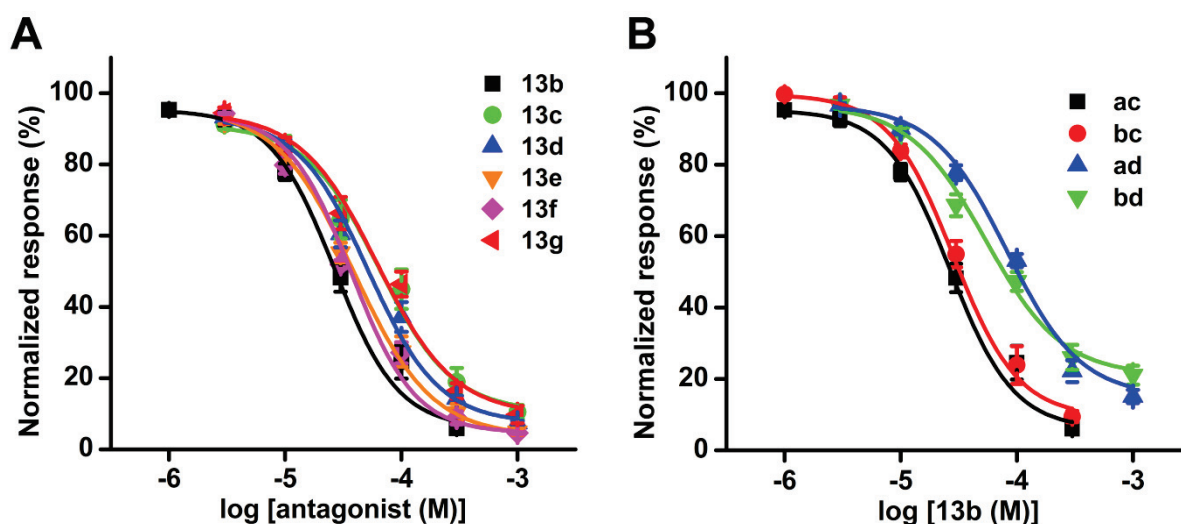 A
Normalized response (%)
100
80
60
40
20
0
-6
-5
-4
-3
log [antagonist (M)]
13b
13c
13d
13e
13f
13g
B
Normalized response (%)
100
80
60
40
20
0
-6
-5
-4
-3
log [13b (M)]
ac
bc
ad
bd